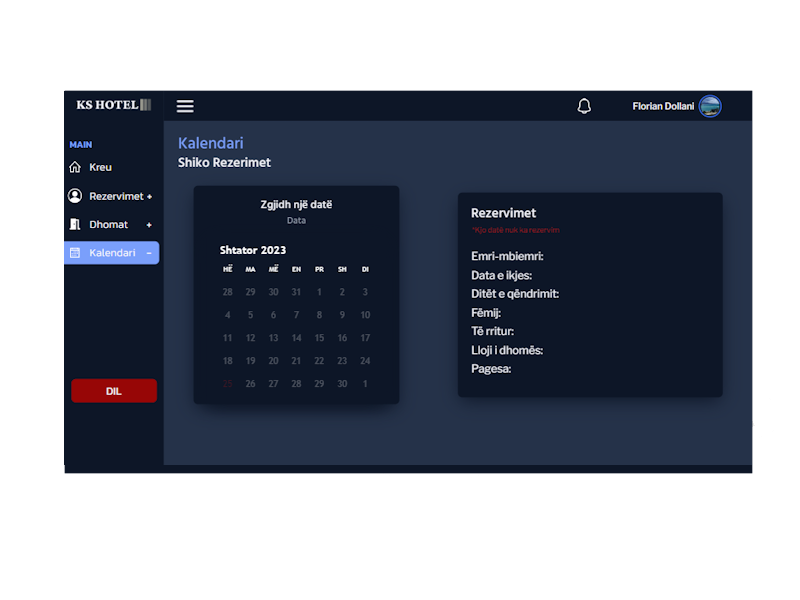 KS HOTEL
Florian Dollani
MAIN
Kreu
Rezervimet +
Dhomat +
Kalendari -
DIL
Kalendari
Shiko Rezerimet
Zgjidh një datë
Data
Shtator 2023
HË MA MË EN PR SH DI
28 29 30 31 1 2 3
4 5 6 7 8 9 10
11 12 13 14 15 16 17
18 19 20 21 22 23 24
25 26 27 28 29 30 1
Rezervimet
*Kjo datë nuk ka rezervim
Emri-mbiemri:
Data e ikjes:
Ditët e qëndrimit:
Fëmij:
Të rritur:
Lloji i dhomës:
Pagesa: